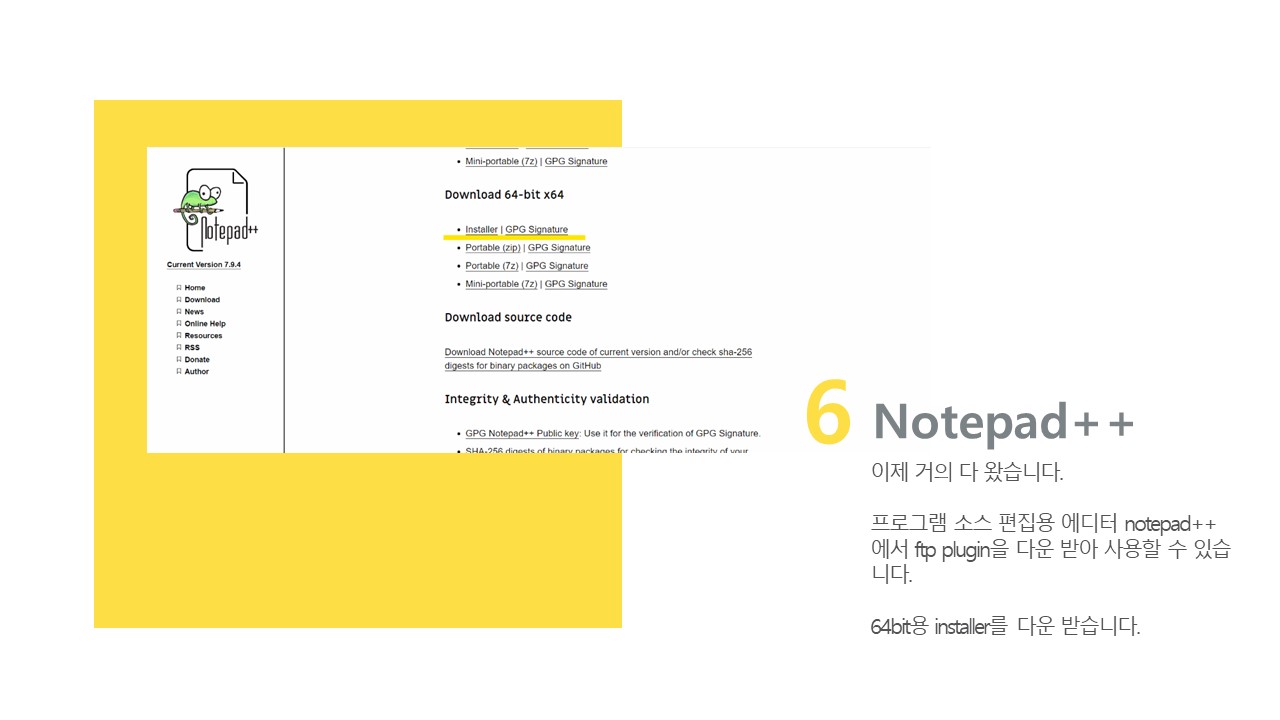 Mini-portable (7z) | GPG Signature
Download 64-bit x64
Installer | GPG Signature
Portable (zip) | GPG Signature
Portable (7z) | GPG Signature
Mini-portable (7z) | GPG Signature
Download source code
Download Notepad++ source code of current version and/or check sha-256
digests for binary packages on GitHub
Integrity & Authenticity validation
GPG Notepad++ Public key: Use it for the verification of GPG Signature.
SHA-256 digests of binary packages for checking the integrity of your
Notepad++
Current Version 7.9.4
Home
Download
News
Online Help
Resources
RSS
Donate
Author
6 Notepad++
이제 거의 다 왔습니다.
프로그램 소스 편집용 에디터 notepad++
에서 ftp plugin을 다운 받아 사용할 수 있습
니다.
64bit용 installer를 다운 받습니다.